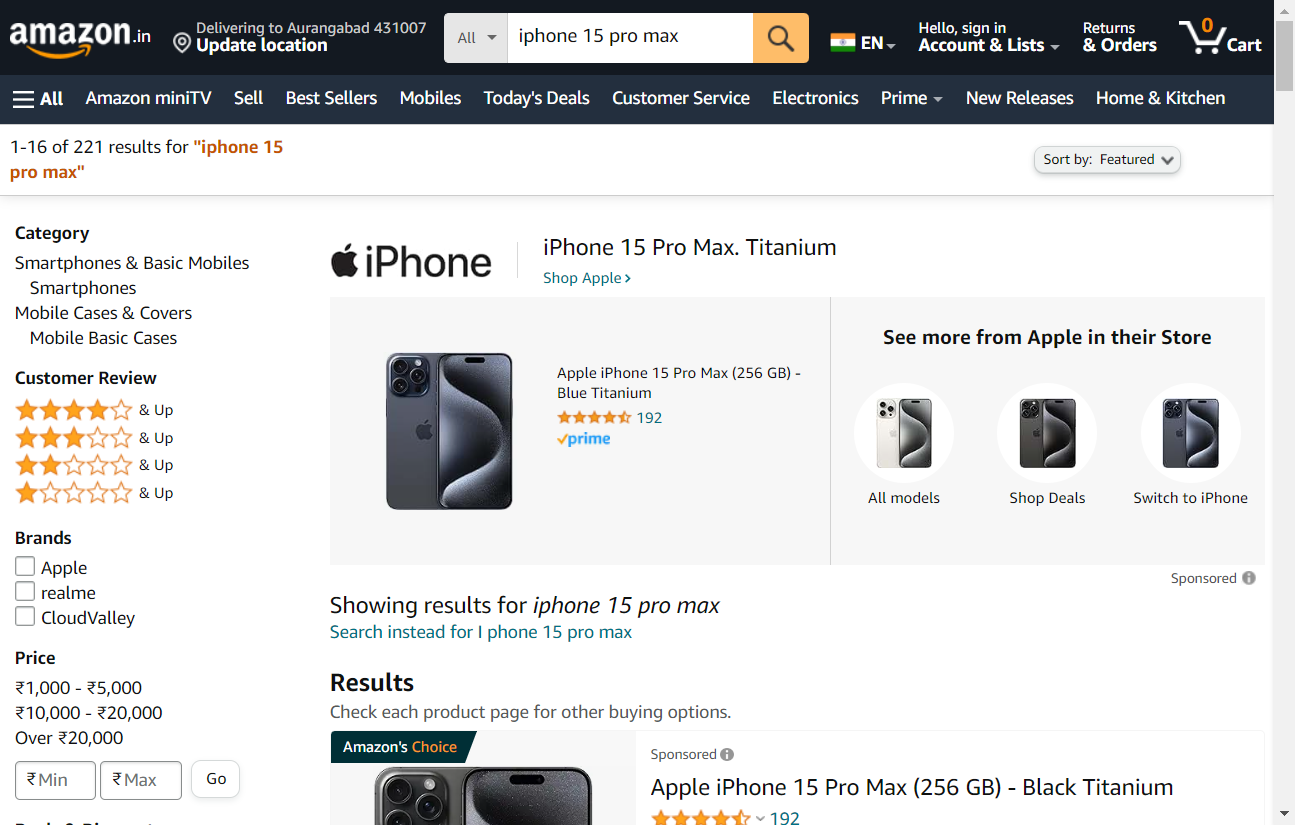 amazon.in
Delivering to Aurangabad 431007
Update location
All
iphone 15 pro max
EN
Hello, sign in
Account & Lists
Returns
& Orders
0
Cart
All
Amazon miniTV
Sell
Best Sellers
Mobiles
Today's Deals
Customer Service
Electronics
Prime
New Releases
Home & Kitchen
1-16 of 221 results for "iphone 15
pro max"
Sort by: Featured
Category
Smartphones & Basic Mobiles
Smartphones
Mobile Cases & Covers
Mobile Basic Cases
Customer Review
& Up
& Up
& Up
& Up
Brands
Apple
realme
CloudValley
Price
₹1,000 - ₹5,000
₹10,000 - ₹20,000
Over ₹20,000
₹Min
₹Max
Go
iPhone
iPhone 15 Pro Max. Titanium
Shop Apple ›
Apple iPhone 15 Pro Max (256 GB) -
Blue Titanium
192
prime
See more from Apple in their Store
All models
Shop Deals
Switch to iPhone
Sponsored
Showing results for iphone 15 pro max
Search instead for I phone 15 pro max
Results
Check each product page for other buying options.
Amazon's Choice
Sponsored
Apple iPhone 15 Pro Max (256 GB) - Black Titanium
192